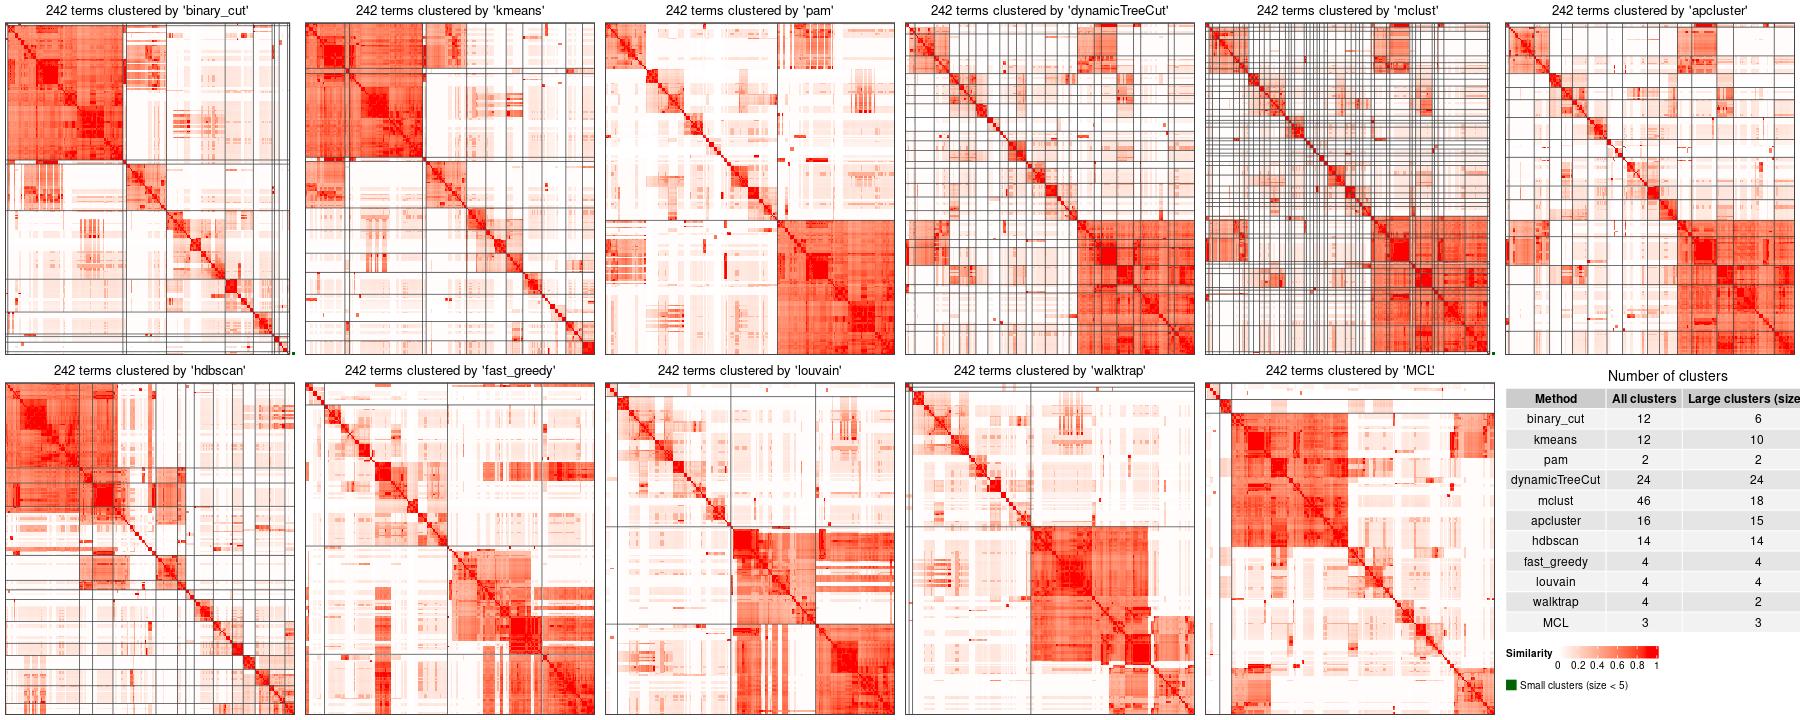 242 terms clustered by 'binary_cut'
242 terms clustered by 'kmeans'
242 terms clustered by 'pam'
242 terms clustered by 'dynamicTreeCut'
242 terms clustered by 'mclust'
242 terms clustered by 'apcluster'
242 terms clustered by 'hdbscan'
242 terms clustered by 'fast_greedy'
242 terms clustered by 'louvain'
242 terms clustered by 'walktrap'
242 terms clustered by 'MCL'
Number of clusters
Method All clusters Large clusters (size
binary_cut 12 6
kmeans 12 10
pam 2 2
dynamicTreeCut 24 24
mclust 46 18
apcluster 16 15
hdbscan 14 14
fast_greedy 4 4
louvain 4 4
walktrap 4 2
MCL 3 3
Similarity
0 0.2 0.4 0.6 0.8 1
Small clusters (size < 5)